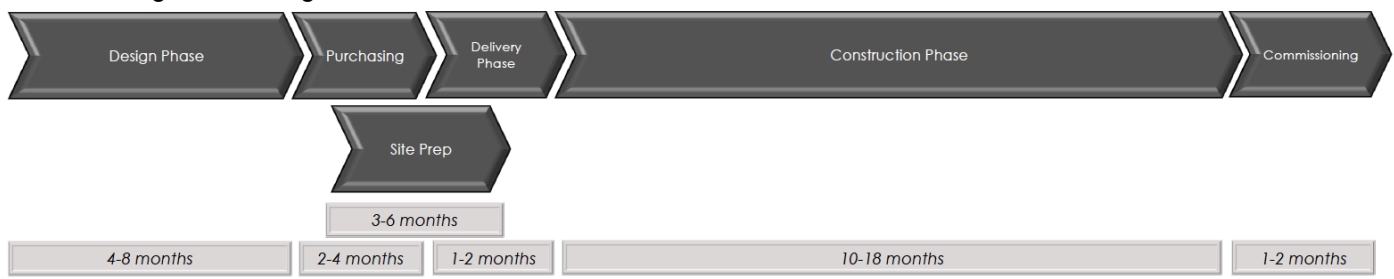 Design Phase
Purchasing
Delivery
Phase
Construction Phase
Commissioning
Site Prep
3-6 months
4-8 months
2-4 months
1-2 months
10-18 months
1-2 months